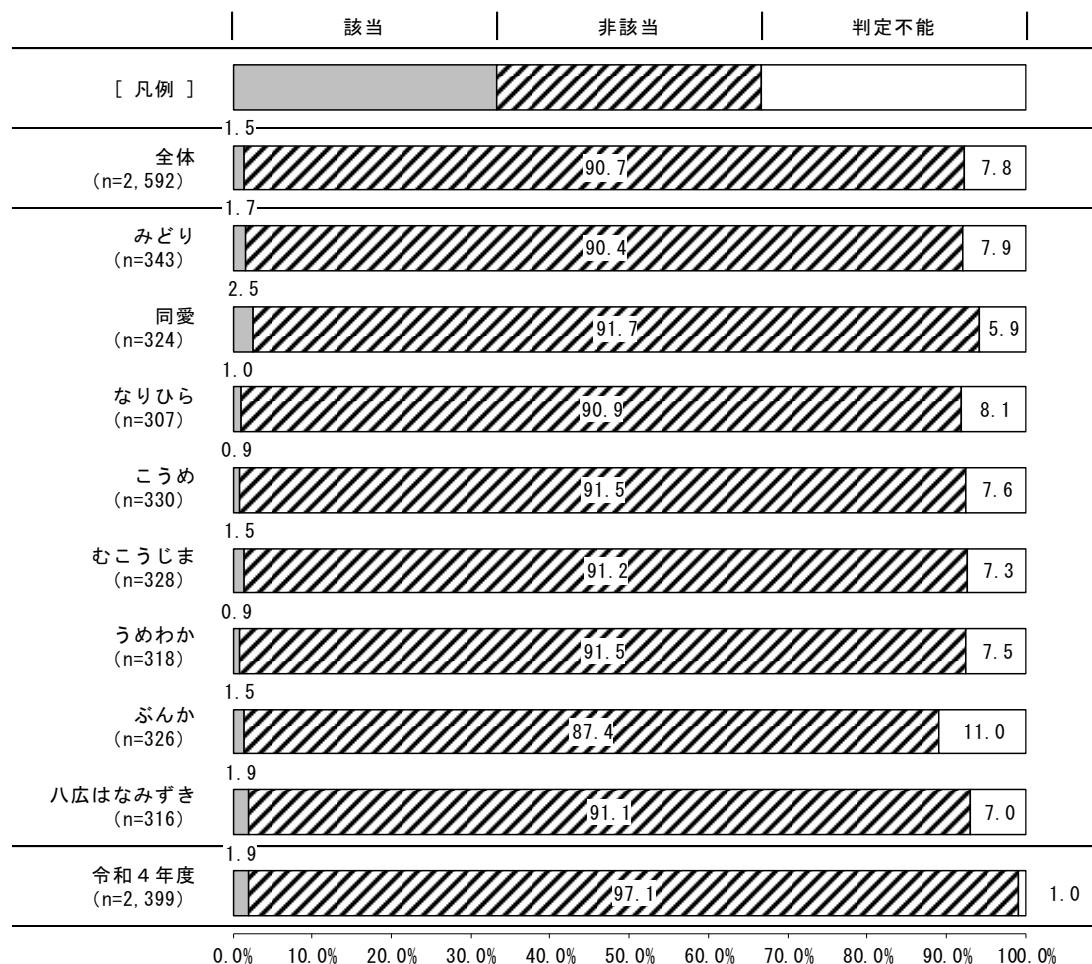 該当 非該当 判定不能
[ 凡例 ]
1.5
全体
(n=2,592)
90.7 7.8
1.7
みどり
(n=343)
90.4 7.9
2.5
同愛
(n=324)
91.7 5.9
1.0
なりひら
(n=307)
90.9 8.1
0.9
こうめ
(n=330)
91.5 7.6
1.5
むこうじま
(n=328)
91.2 7.3
0.9
うめわか
(n=318)
91.5 7.5
1.5
ぶんか
(n=326)
87.4 11.0
1.9
八広はなみずき
(n=316)
91.1 7.0
1.9
令和４年度
(n=2,399)
97.1 1.0
0.0% 10.0% 20.0% 30.0% 40.0% 50.0% 60.0% 70.0% 80.0% 90.0% 100.0%